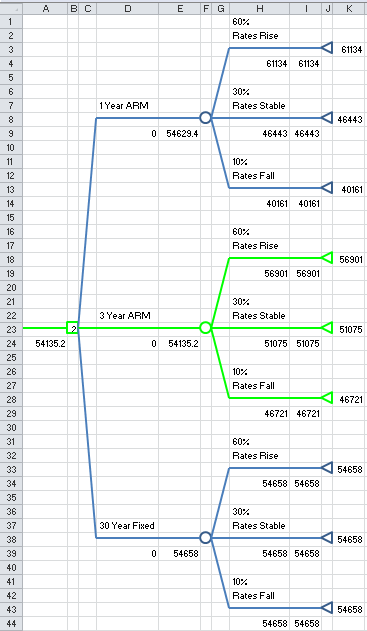 A B C D E F G H I J K
1 60%
2 Rates Rise
3 61134
4 61134 61134
5
6 30%
7 1 Year ARM Rates Stable
8 46443
9 0 54629.4 46443 46443
10
11 10%
12 Rates Fall
13 40161
14 40161 40161
15
16 60%
17 Rates Rise
18 56901
19 56901 56901
20
21 30%
22 3 Year ARM Rates Stable
23 2 51075
24 54135.2 0 54135.2 51075 51075
25
26 10%
27 Rates Fall
28 46721
29 46721 46721
30
31 60%
32 Rates Rise
33 54658
34 54658 54658
35
36 30%
37 30 Year Fixed Rates Stable
38 54658
39 0 54658 54658 54658
40
41 10%
42 Rates Fall
43 54658
44 54658 54658